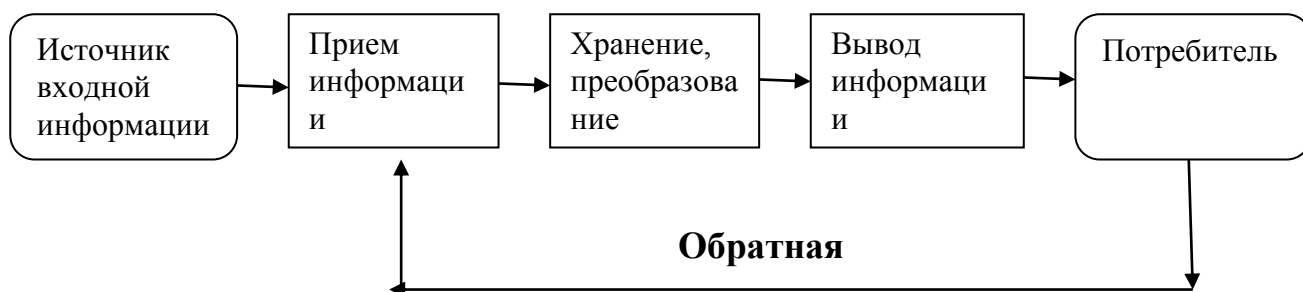 Источник
входной
информации
Прием
информаци
и
Хранение,
преобразова
ние
Вывод
информаци
и
Потребитель
Обратная